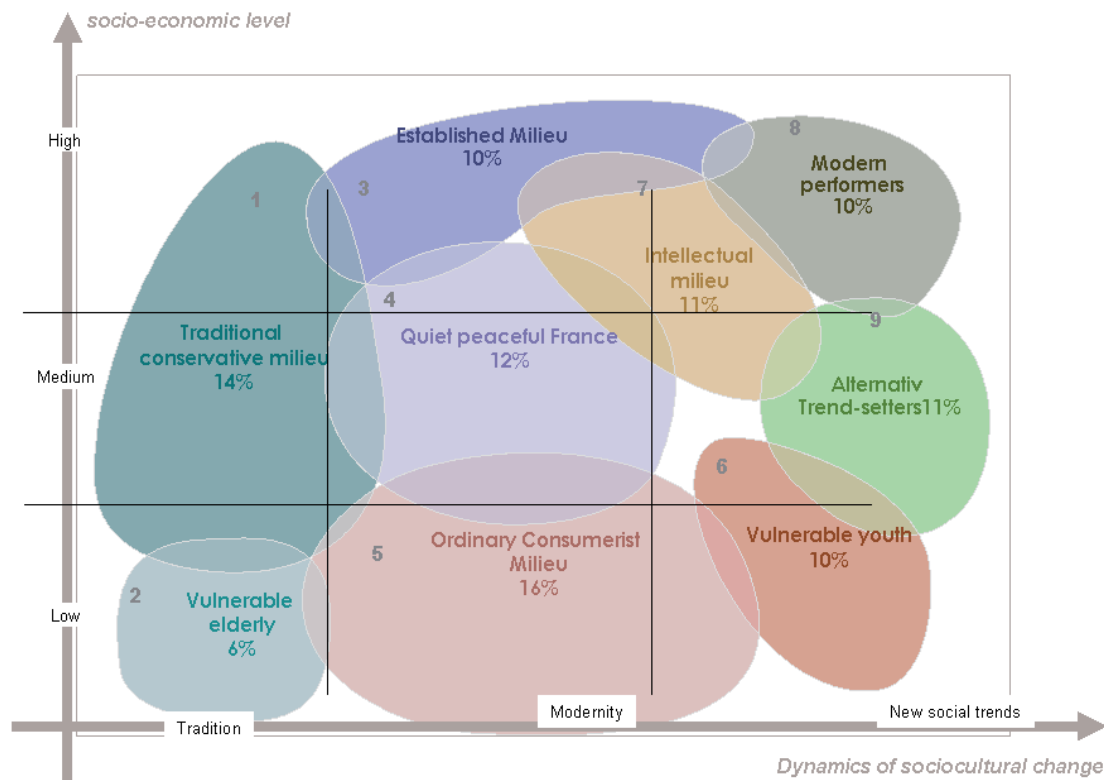 socio-economic level
High
Established Milieu
10%
8
Modern
performers
10%
1
3
7
Intellectual
milieu
11%
4
9
Traditional
conservative milieu
14%
Quiet peaceful France
12%
Medium
Alternativ
Trend-setters11%
6
Vulnerable youth
10%
5
Ordinary Consumerist
Milieu
16%
2
Vulnerable
elderly
6%
Low
Tradition
Modernity
New social trends
Dynamics of sociocultural change